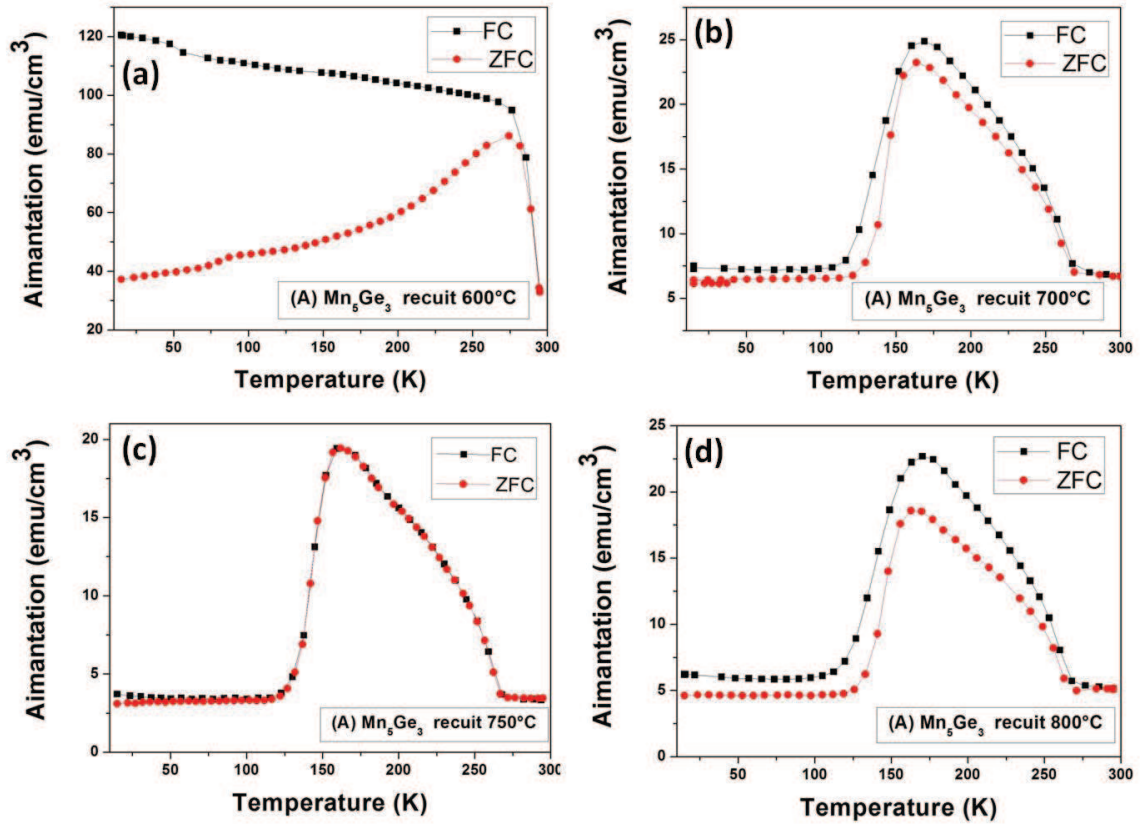 (a)
FC
ZFC
120
100
80
60
40
20
Aimantation (emu/cm³)
(A) Mn₅Ge₃ recuit 600°C
50 100 150 200 250 300
Temperature (K)
(b)
FC
ZFC
25
20
15
10
5
Aimantation (emu/cm³)
(A) Mn₅Ge₃ recuit 700°C
50 100 150 200 250 300
Temperature (K)
(c)
FC
ZFC
20
15
10
5
0
Aimantation (emu/cm³)
(A) Mn₅Ge₃ recuit 750°C
50 100 150 200 250 300
Temperature (K)
(d)
FC
ZFC
25
20
15
10
5
0
Aimantation (emu/cm³)
(A) Mn₅Ge₃ recuit 800°C
50 100 150 200 250 300
Temperature (K)